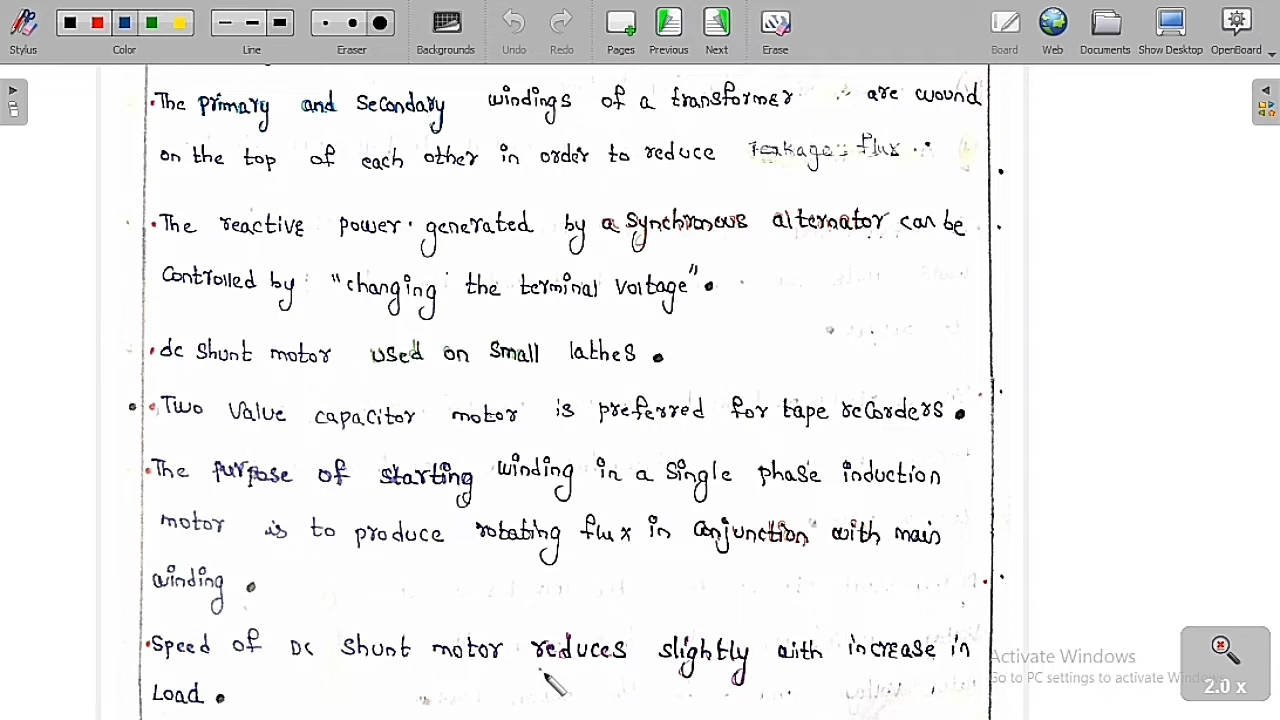 Stylus
Color
Line
Eraser
Backgrounds
Undo
Redo
Pages
Previous
Next
Erase
Board
Web
Documents
Show Desktop
OpenBoard
• The primary and secondary windings of a transformer are wound
on the top of each other in order to reduce leakage flux.
• The reactive power generated by a synchronous alternator can be
controlled by "changing the terminal voltage".
• dc shunt motor used on small lathes.
• Two value capacitor motor is preferred for tape recorders.
• The purpose of starting winding in a single phase induction
motor is to produce rotating flux in conjunction with main
winding.
• Speed of DC shunt motor reduces slightly with increase in
Load.
Activate Windows
Go to PC settings to activate Windows.
2.0 x